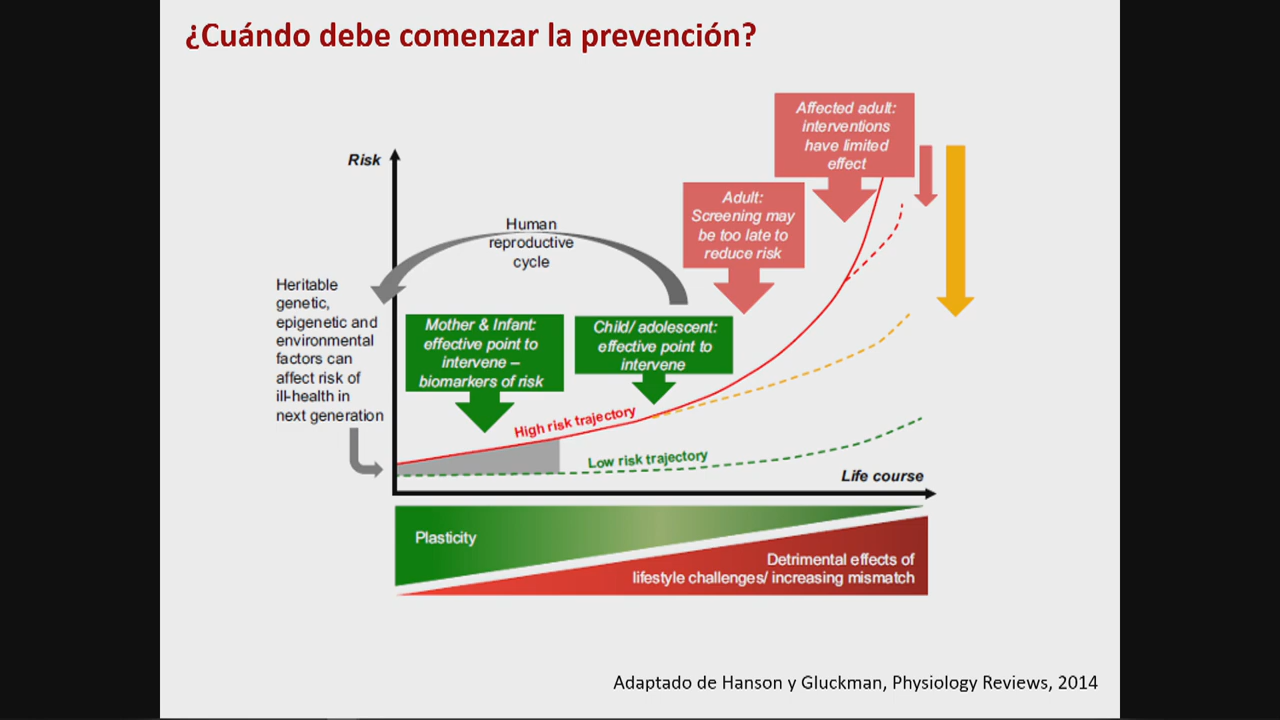 ¿Cuándo debe comenzar la prevención?
Risk
Affected adult:
interventions
have limited
effect
Adult:
Screening may
be too late to
reduce risk
Human
reproductive
cycle
Heritable
genetic,
epigenetic and
environmental
factors can
affect risk of
ill-health in
next generation
Mother & Infant:
effective point to
intervene –
biomarkers of risk
Child/ adolescent:
effective point to
intervene
High risk trajectory
Low risk trajectory
Life course
Plasticity
Detrimental effects of
lifestyle challenges/ increasing mismatch
Adaptado de Hanson y Gluckman, Physiology Reviews, 2014